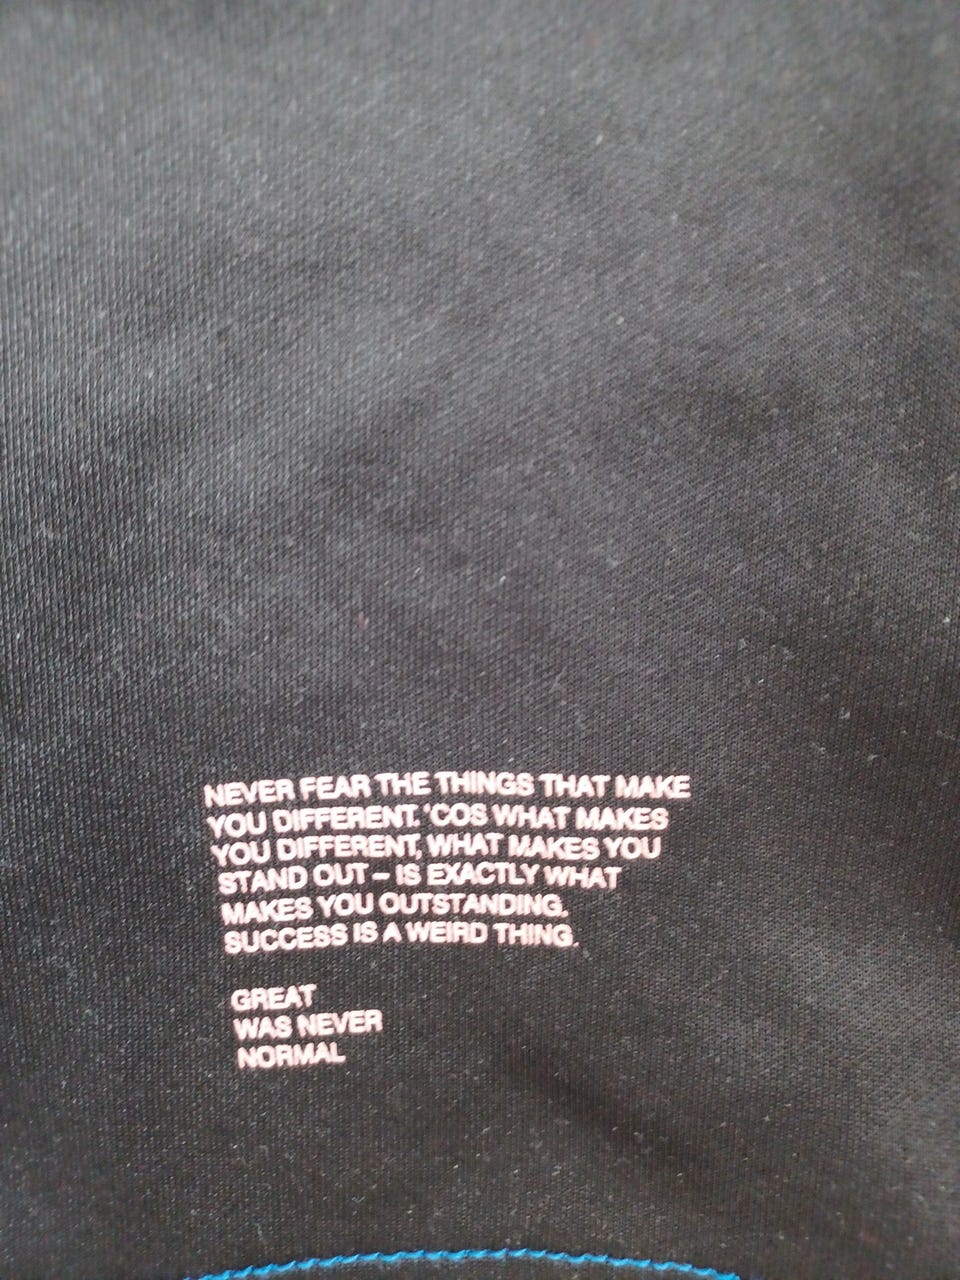 NEVER FEAR THE THINGS THAT MAKE
YOU DIFFERENT. 'COS WHAT MAKES
YOU DIFFERENT, WHAT MAKES YOU
STAND OUT – IS EXACTLY WHAT
MAKES YOU OUTSTANDING.
SUCCESS IS A WEIRD THING.
GREAT
WAS NEVER
NORMAL